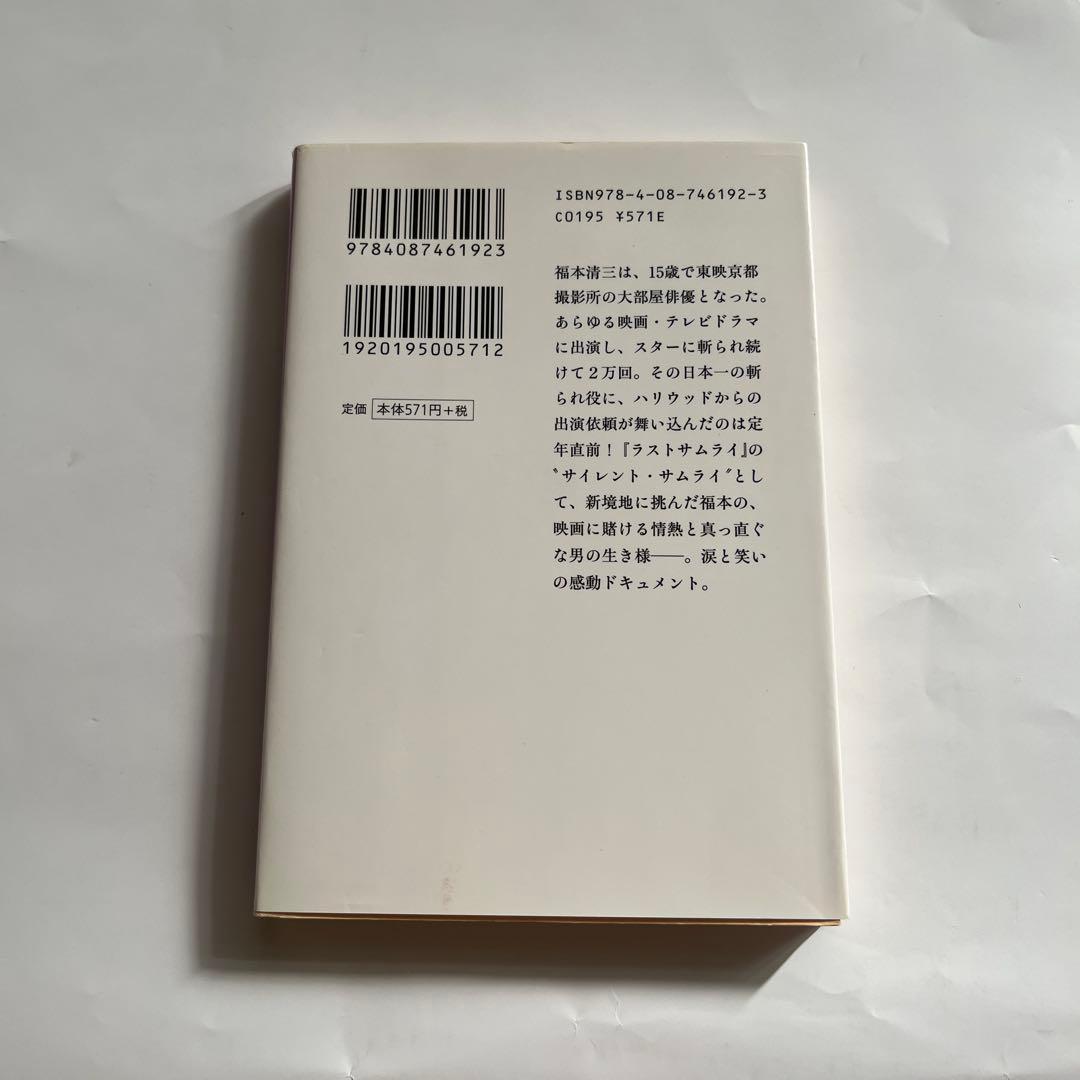 9784087461923
1920195005712
定価 本体571円+税
ISBN978-4-08-746192-3
C0195 ¥571E
福本清三は、15歳で東映京都
撮影所の大部屋俳優となった。
あらゆる映画・テレビドラマ
に出演し、スターに斬られ続
けて2万回。その日本一の斬
られ役に、ハリウッドからの
出演依頼が舞い込んだのは定
年直前!『ラストサムライ』の
〝サイレント・サムライ〟とし
て、新境地に挑んだ福本の、
映画に賭ける情熱と真っ直ぐ
な男の生き様――。涙と笑い
の感動ドキュメント。